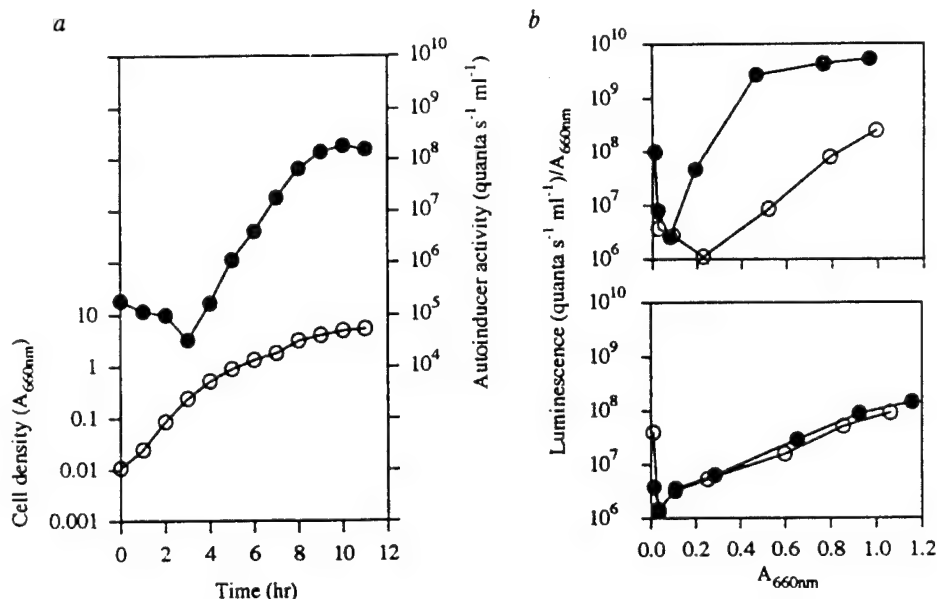 a
10
1
0.1
0.01
0.001
Cell density (A660nm)
0 2 4 6 8 10 12
Time (hr)
10^10
10^9
10^8
10^7
10^6
10^5
10^4
Autoinducer activity (quanta s^-1 ml^-1)
b
Luminescence (quanta s^-1 ml^-1)/A660nm
10^10
10^9
10^8
10^7
10^6
10^10
10^9
10^8
10^7
10^6
0.0 0.4 0.6 0.8 1.0 1.2
A660nm